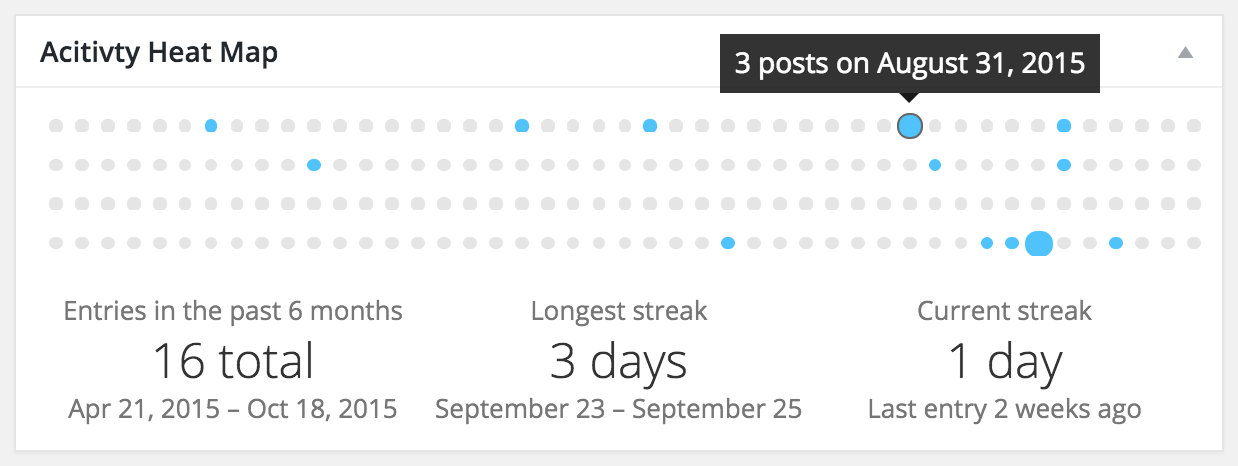 Acitivty Heat Map
3 posts on August 31, 2015
Entries in the past 6 months
16 total
Apr 21, 2015 – Oct 18, 2015
Longest streak
3 days
September 23 – September 25
Current streak
1 day
Last entry 2 weeks ago